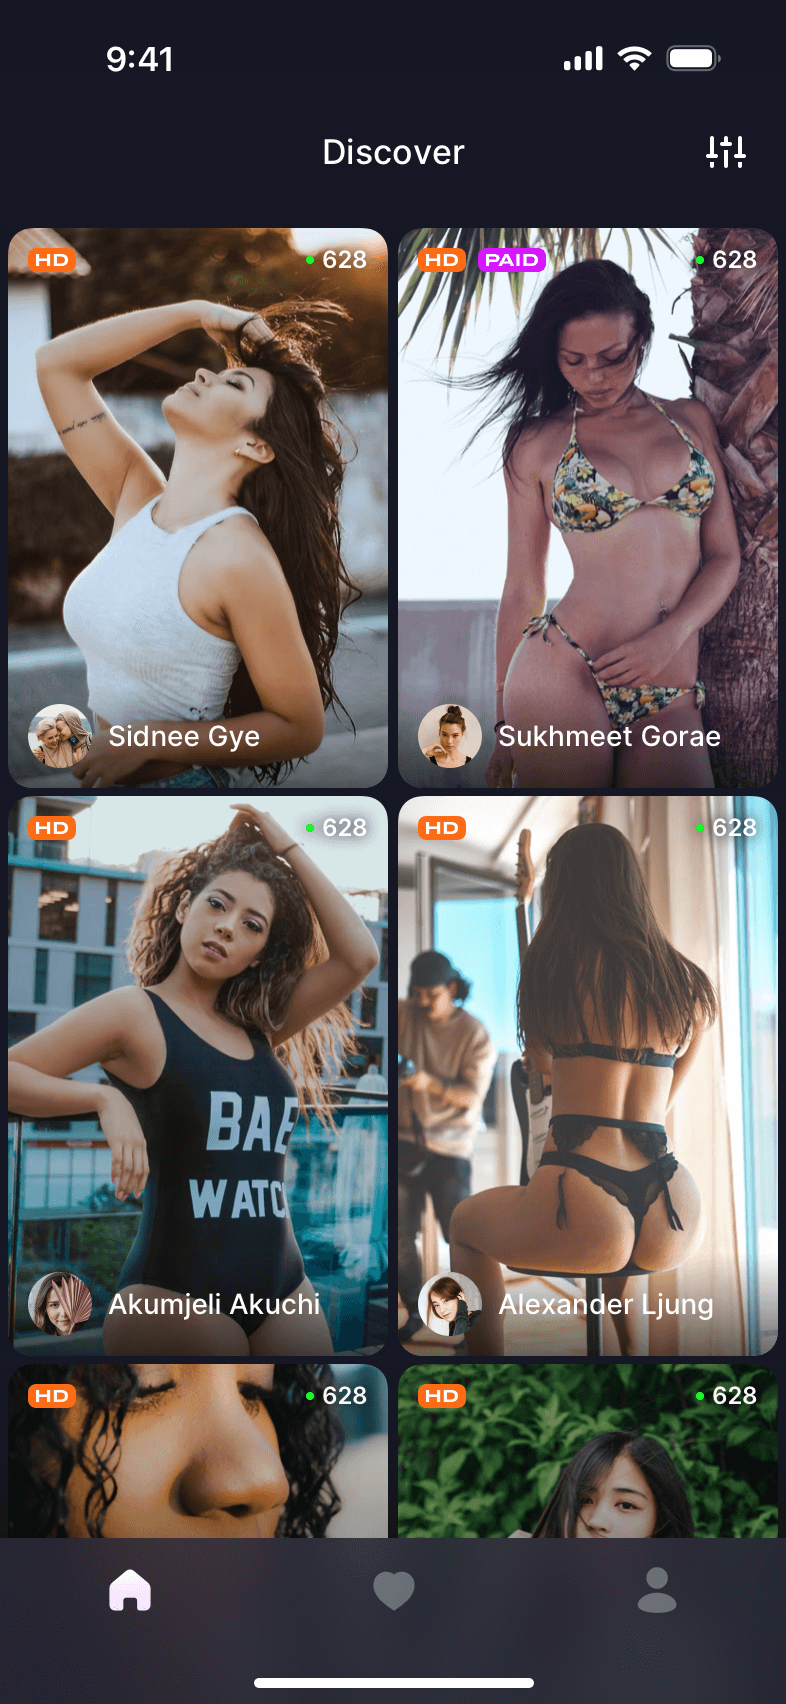 9:41
Discover
HD 628
HD PAID 628
Sidnee Gye
Sukhmeet Gorae
HD 628
HD 628
BAE
WATC
Akumjeli Akuchi
Alexander Ljung
HD 628
HD 628